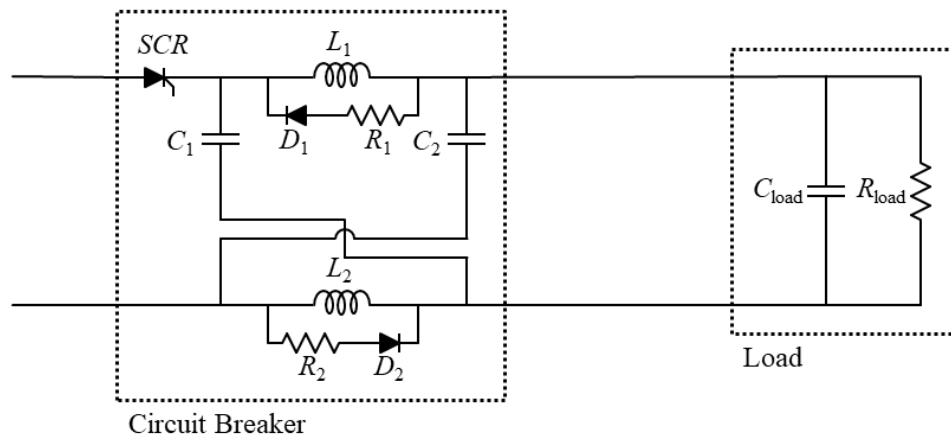 SCR
L1
D1
R1
C1
C2
Cload
Rload
L2
R2
D2
Load
Circuit Breaker